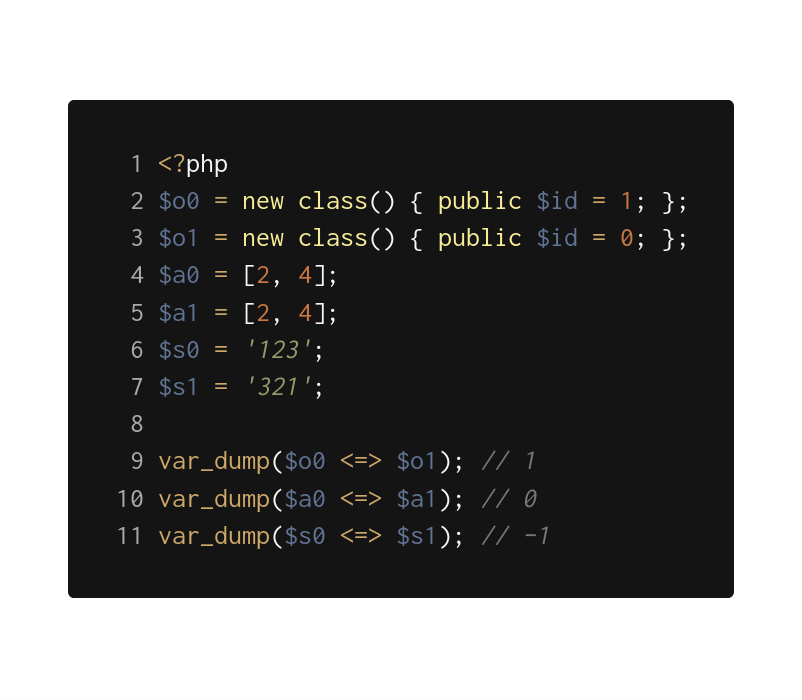 1 <?php
2 $o0 = new class() { public $id = 1; };
3 $o1 = new class() { public $id = 0; };
4 $a0 = [2, 4];
5 $a1 = [2, 4];
6 $s0 = '123';
7 $s1 = '321';
8
9 var_dump($o0 <=> $o1); // 1
10 var_dump($a0 <=> $a1); // 0
11 var_dump($s0 <=> $s1); // -1